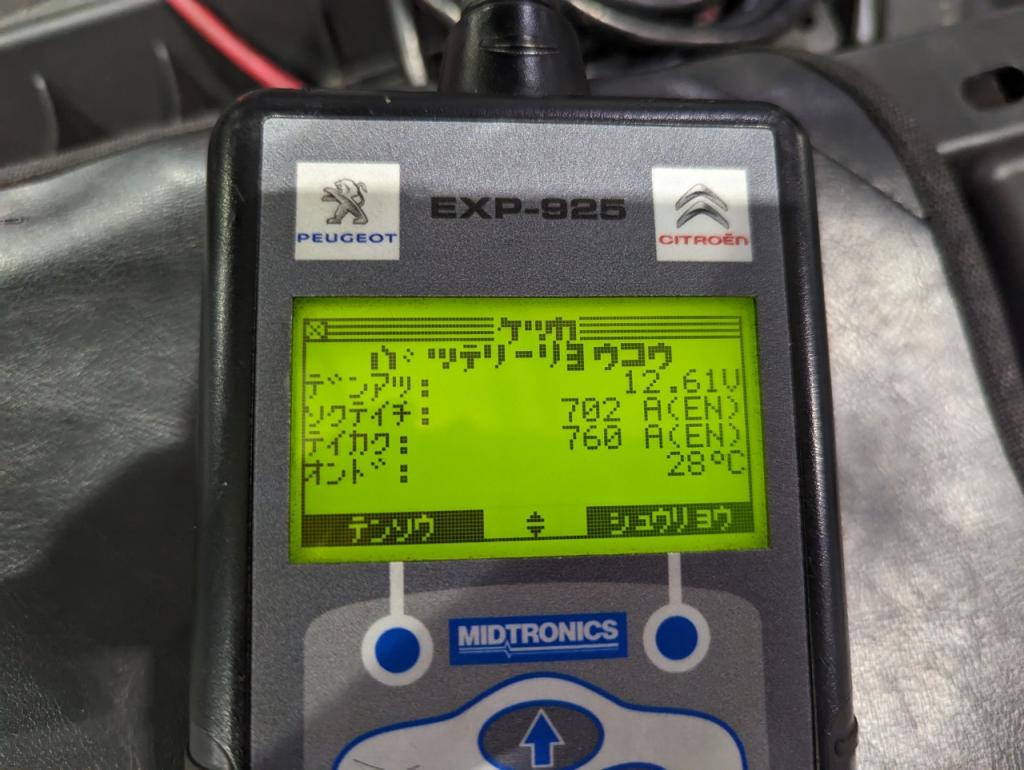 PEUGEOT
EXP-925
CITROËN
ケッカ
バッテリーリョウコウ
デンアツ: 12.61V
ソクテイチ: 702 A(EN)
テイカク: 760 A(EN)
オンド: 28°C
テンソウ シュウリョウ
MIDTRONICS